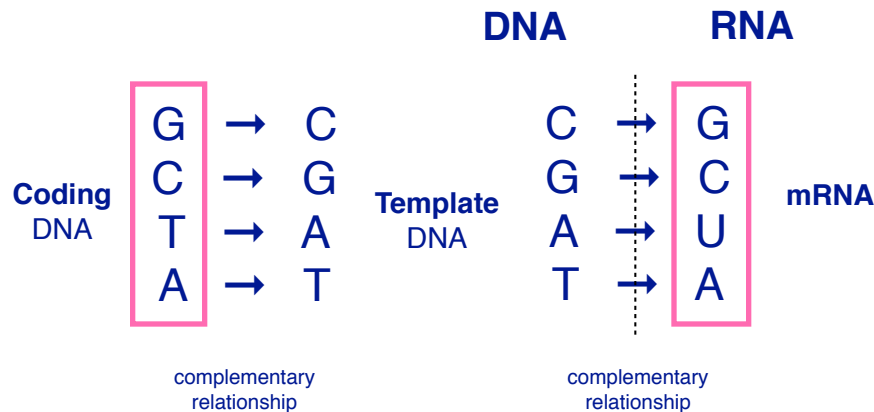 DNA RNA
G → C C → G
C → G G → C
Coding DNA
T → A A → U
A → T T → A
Template DNA
mRNA
complementary
relationship
complementary
relationship